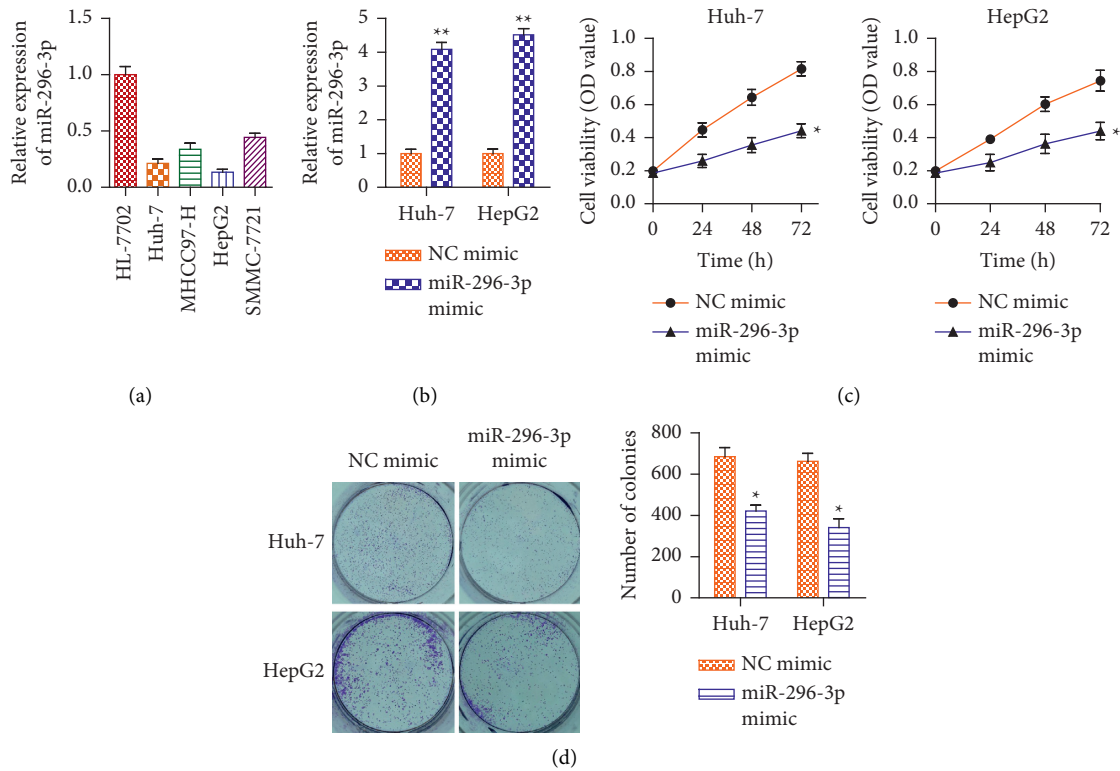 Relative expression
of miR-296-3p
1.5
1.0
0.5
0.0
HL-7702
Huh-7
MHCC97-H
HepG2
SMMC-7721
(a)
Relative expression
of miR-296-3p
5
4
3
2
1
0
**
**
Huh-7
HepG2
NC mimic
miR-296-3p
mimic
(b)
Huh-7
Cell viability (OD value)
1.0
0.8
0.6
0.4
0.2
0.0
*
0
24
48
72
Time (h)
NC mimic
miR-296-3p
mimic
HepG2
Cell viability (OD value)
1.0
0.8
0.6
0.4
0.2
0.0
*
0
24
48
72
Time (h)
NC mimic
miR-296-3p
mimic
(c)
NC mimic
miR-296-3p
mimic
Huh-7
HepG2
Number of colonies
800
600
400
200
0
*
*
Huh-7
HepG2
NC mimic
miR-296-3p
mimic
(d)